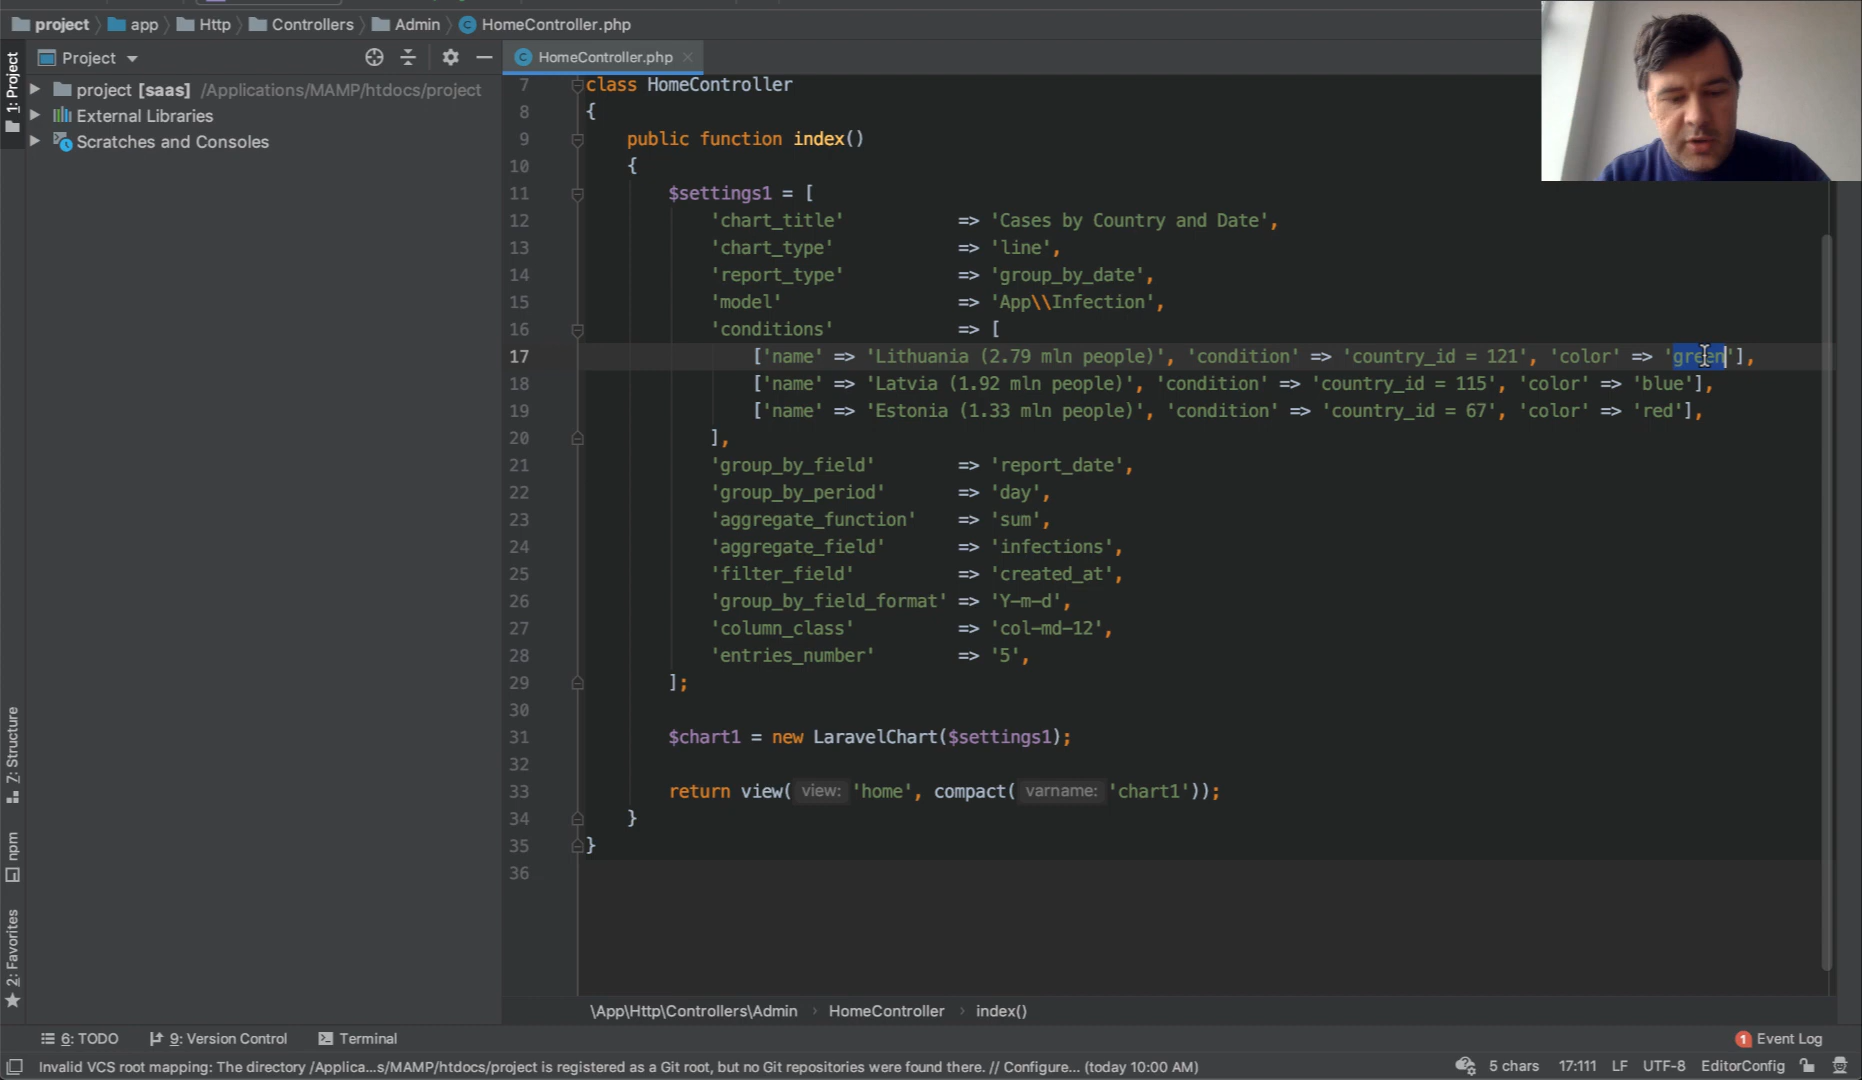 project app Http Controllers Admin HomeController.php
1: Project
Project
HomeController.php
project [saas] /Applications/MAMP/htdocs/project
External Libraries
Scratches and Consoles
7 class HomeController
8 {
9 public function index()
10 {
11 $settings1 = [
12 'chart_title' => 'Cases by Country and Date',
13 'chart_type' => 'line',
14 'report_type' => 'group_by_date',
15 'model' => 'App\\Infection',
16 'conditions' => [
17 ['name' => 'Lithuania (2.79 mln people)', 'condition' => 'country_id = 121', 'color' => 'green'],
18 ['name' => 'Latvia (1.92 mln people)', 'condition' => 'country_id = 115', 'color' => 'blue'],
19 ['name' => 'Estonia (1.33 mln people)', 'condition' => 'country_id = 67', 'color' => 'red'],
20 ],
21 'group_by_field' => 'report_date',
22 'group_by_period' => 'day',
23 'aggregate_function' => 'sum',
24 'aggregate_field' => 'infections',
25 'filter_field' => 'created_at',
26 'group_by_field_format' => 'Y-m-d',
27 'column_class' => 'col-md-12',
28 'entries_number' => '5',
29 ];
30
31 $chart1 = new LaravelChart($settings1);
32
33 return view( view: 'home', compact( varname: 'chart1'));
34 }
35 }
36
7: Structure
npm
2: Favorites
\App\Http\Controllers\Admin › HomeController › index()
6: TODO 9: Version Control Terminal 1 Event Log
Invalid VCS root mapping: The directory /Applica...s/MAMP/htdocs/project is registered as a Git root, but no Git repositories were found there. // Configure... (today 10:00 AM) 5 chars 17:111 LF UTF-8 EditorConfig